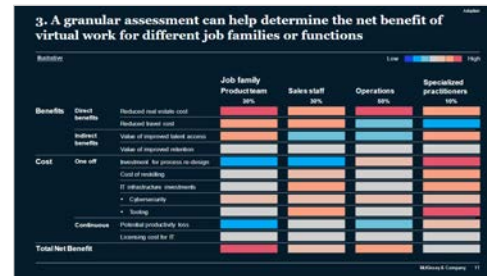 3. A granular assessment can help determine the net benefit of
virtual work for different job families or functions
Illustrative
Low
High
Job family
Product team
Sales staff
Operations
Specialized
practitioners
30%
30%
10%
Benefits
Direct
benefits
Reduced real estate cost
Reduced travel cost
Indirect
benefits
Value of improved talent access
Value of improved retention
Cost
One off
Investment for process re-design
Cost of reskilling
IT infrastructure investments
• Cybersecurity
• Tooling
Continuous
Potential productivity loss
Licensing cost for IT
Total Net Benefit
McKinsey & Company
11